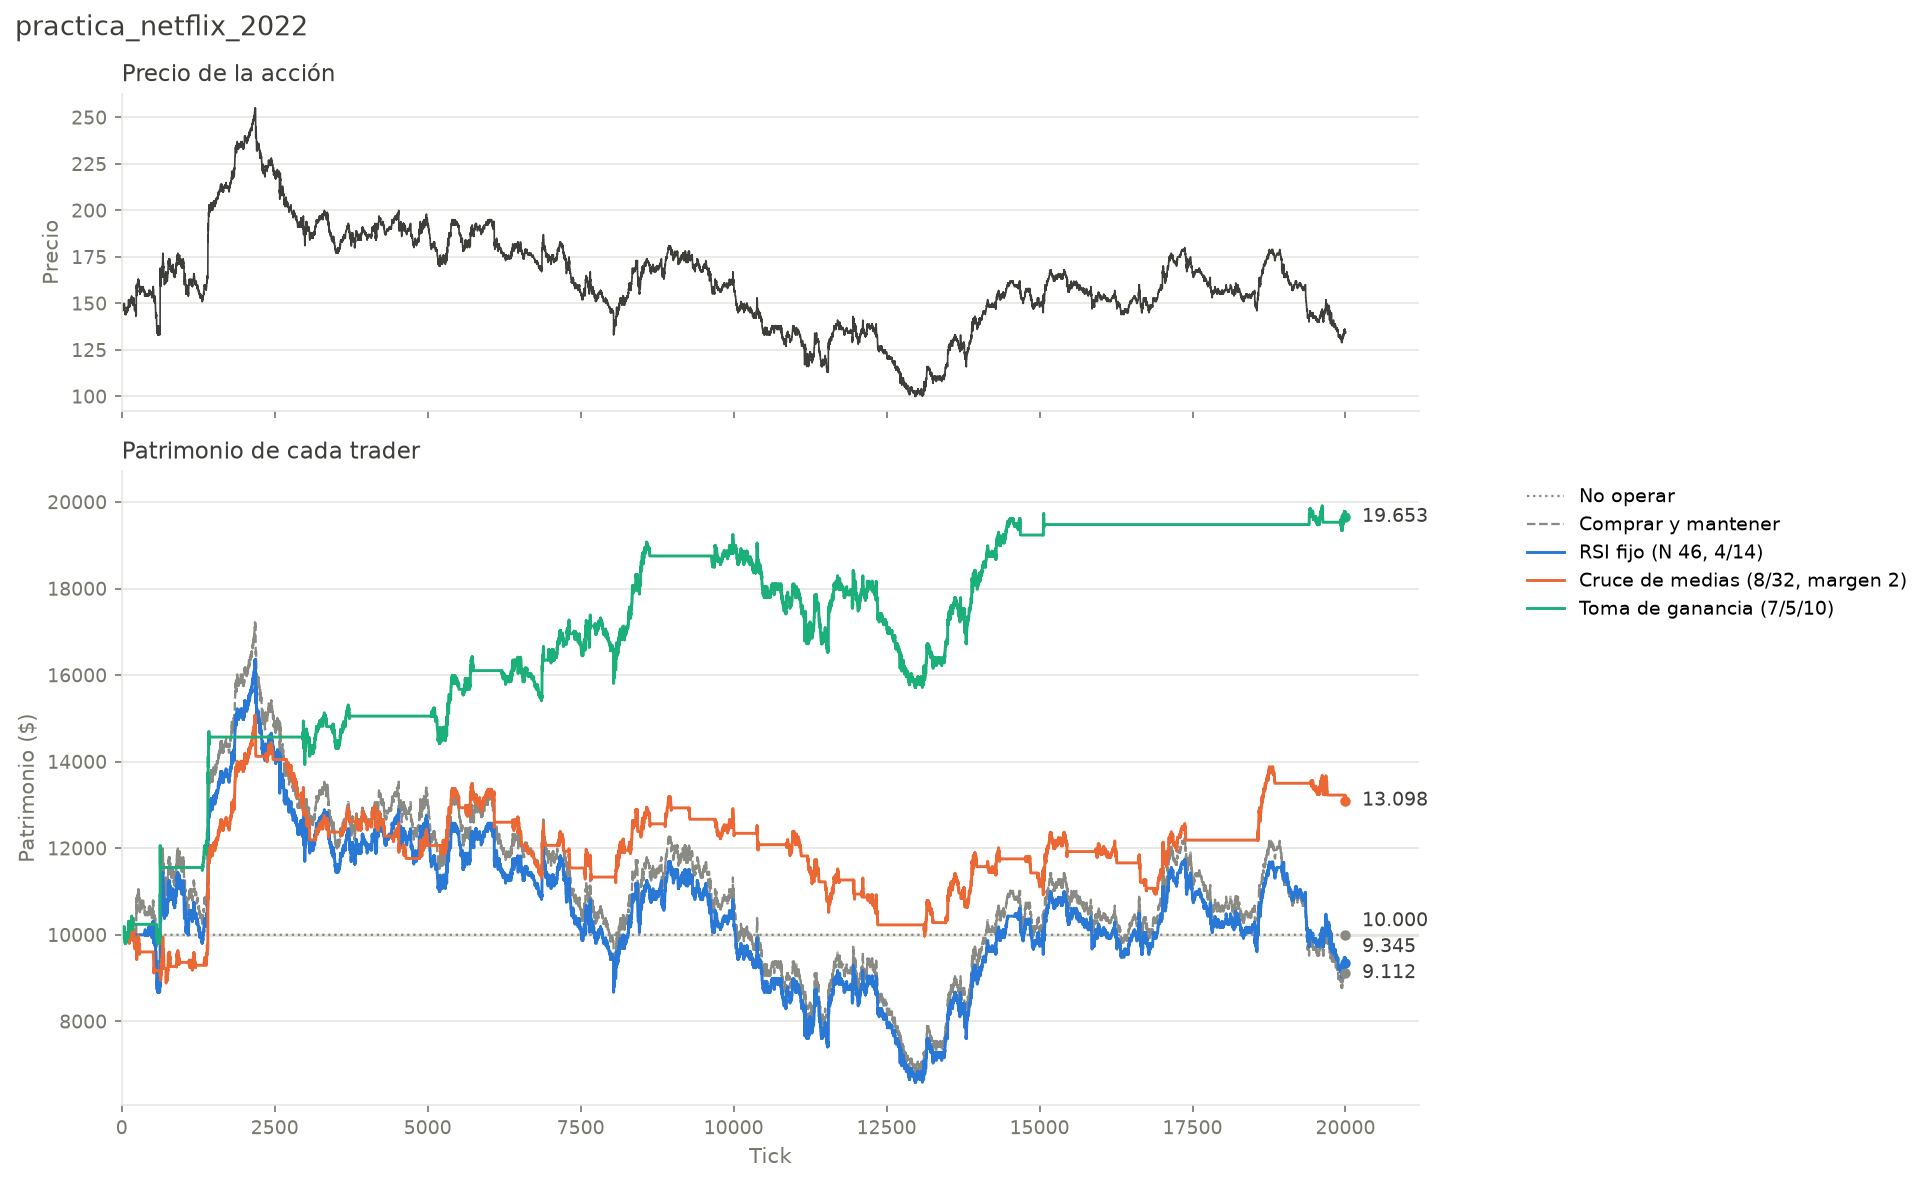 practica_netflix_2022
Precio de la acción
Precio
250
225
200
175
150
125
100
Patrimonio de cada trader
Patrimonio ($)
20000
18000
16000
14000
12000
10000
8000
19.653
13.098
10.000
9.345
9.112
0
2500
5000
7500
10000
12500
15000
17500
20000
Tick
No operar
Comprar y mantener
RSI fijo (N 46, 4/14)
Cruce de medias (8/32, margen 2)
Toma de ganancia (7/5/10)